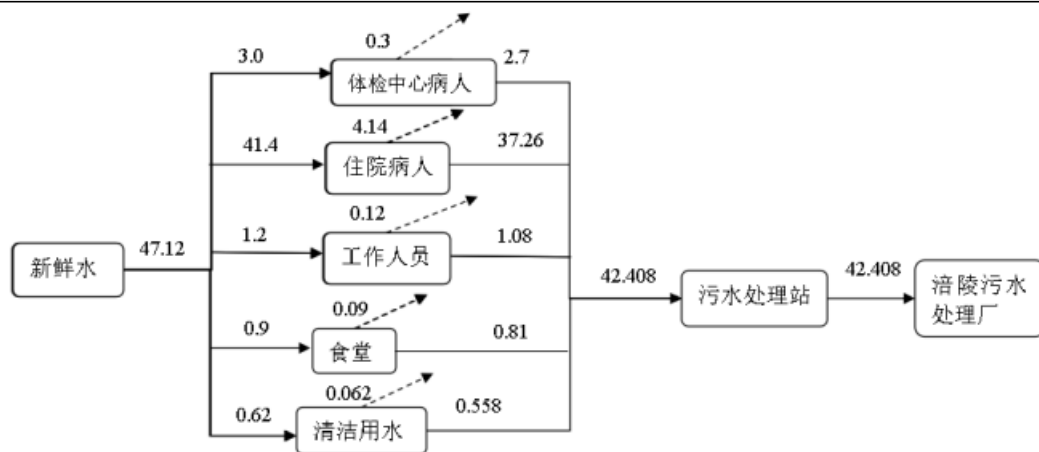 0.3
3.0
2.7
体检中心病人
4.14
41.4
37.26
住院病人
0.12
1.2
1.08
工作人员
47.12
新鲜水
42.408
42.408
污水处理站
涪陵污水
处理厂
0.09
0.9
0.81
食堂
0.062
0.62
0.558
清洁用水